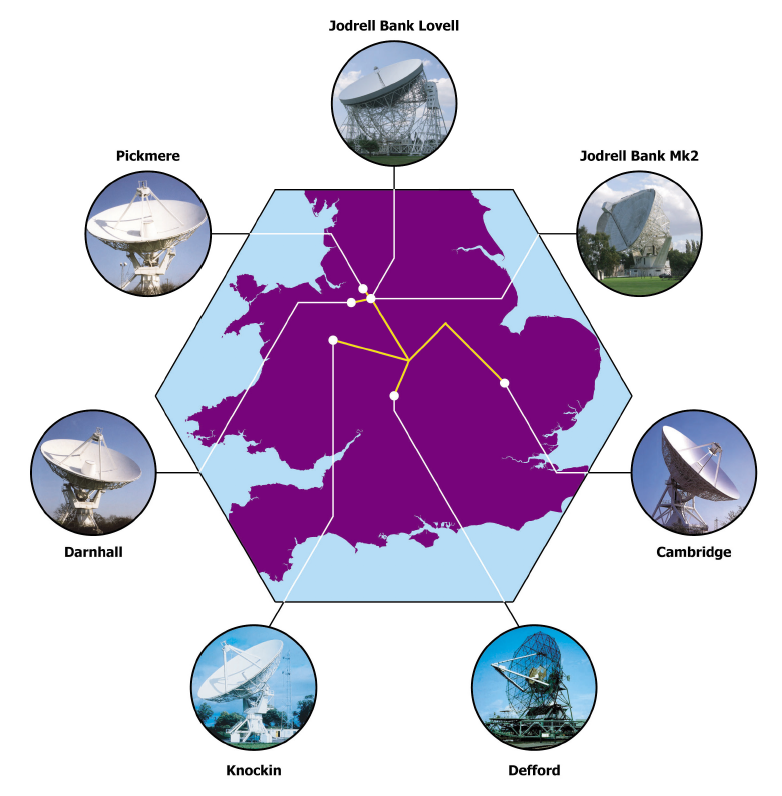 Jodrell Bank Lovell
Pickmere
Jodrell Bank Mk2
Darnhall
Cambridge
Knockin
Defford